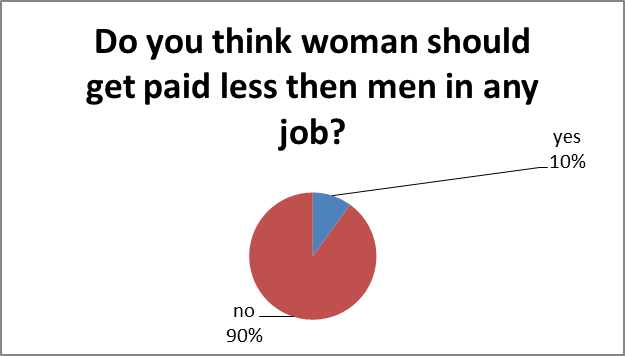 Do you think woman should
get paid less then men in any
job?
yes
10%
no
90%